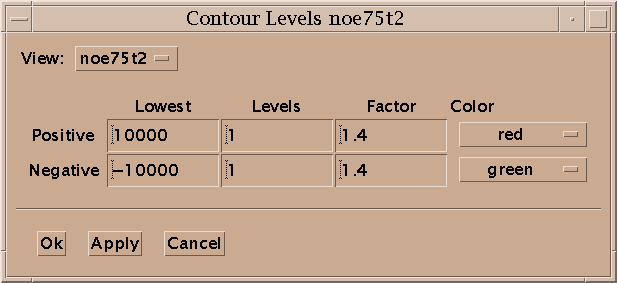 Contour Levels noe75t2
View: noe75t2
Lowest Levels Factor Color
Positive 10000 1 1.4 red
Negative -10000 1 1.4 green
Ok Apply Cancel